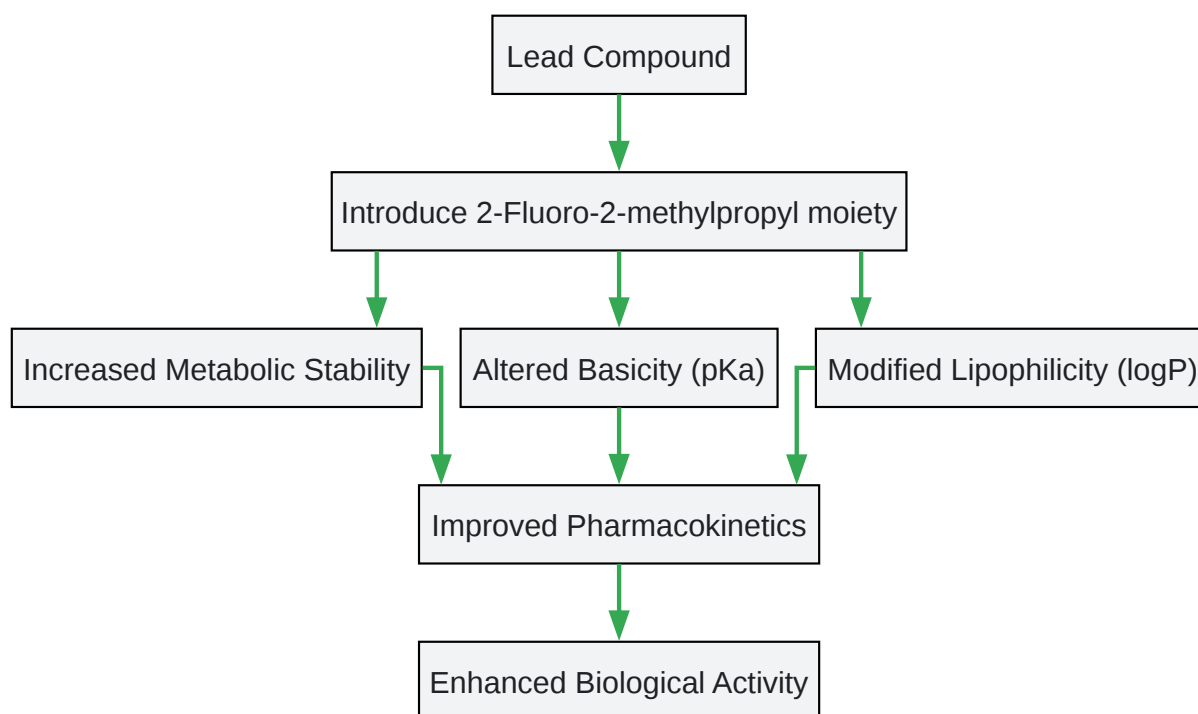 Lead Compound
Introduce 2-Fluoro-2-methylpropyl moiety
Increased Metabolic Stability
Altered Basicity (pKa)
Modified Lipophilicity (logP)
Improved Pharmacokinetics
Enhanced Biological Activity